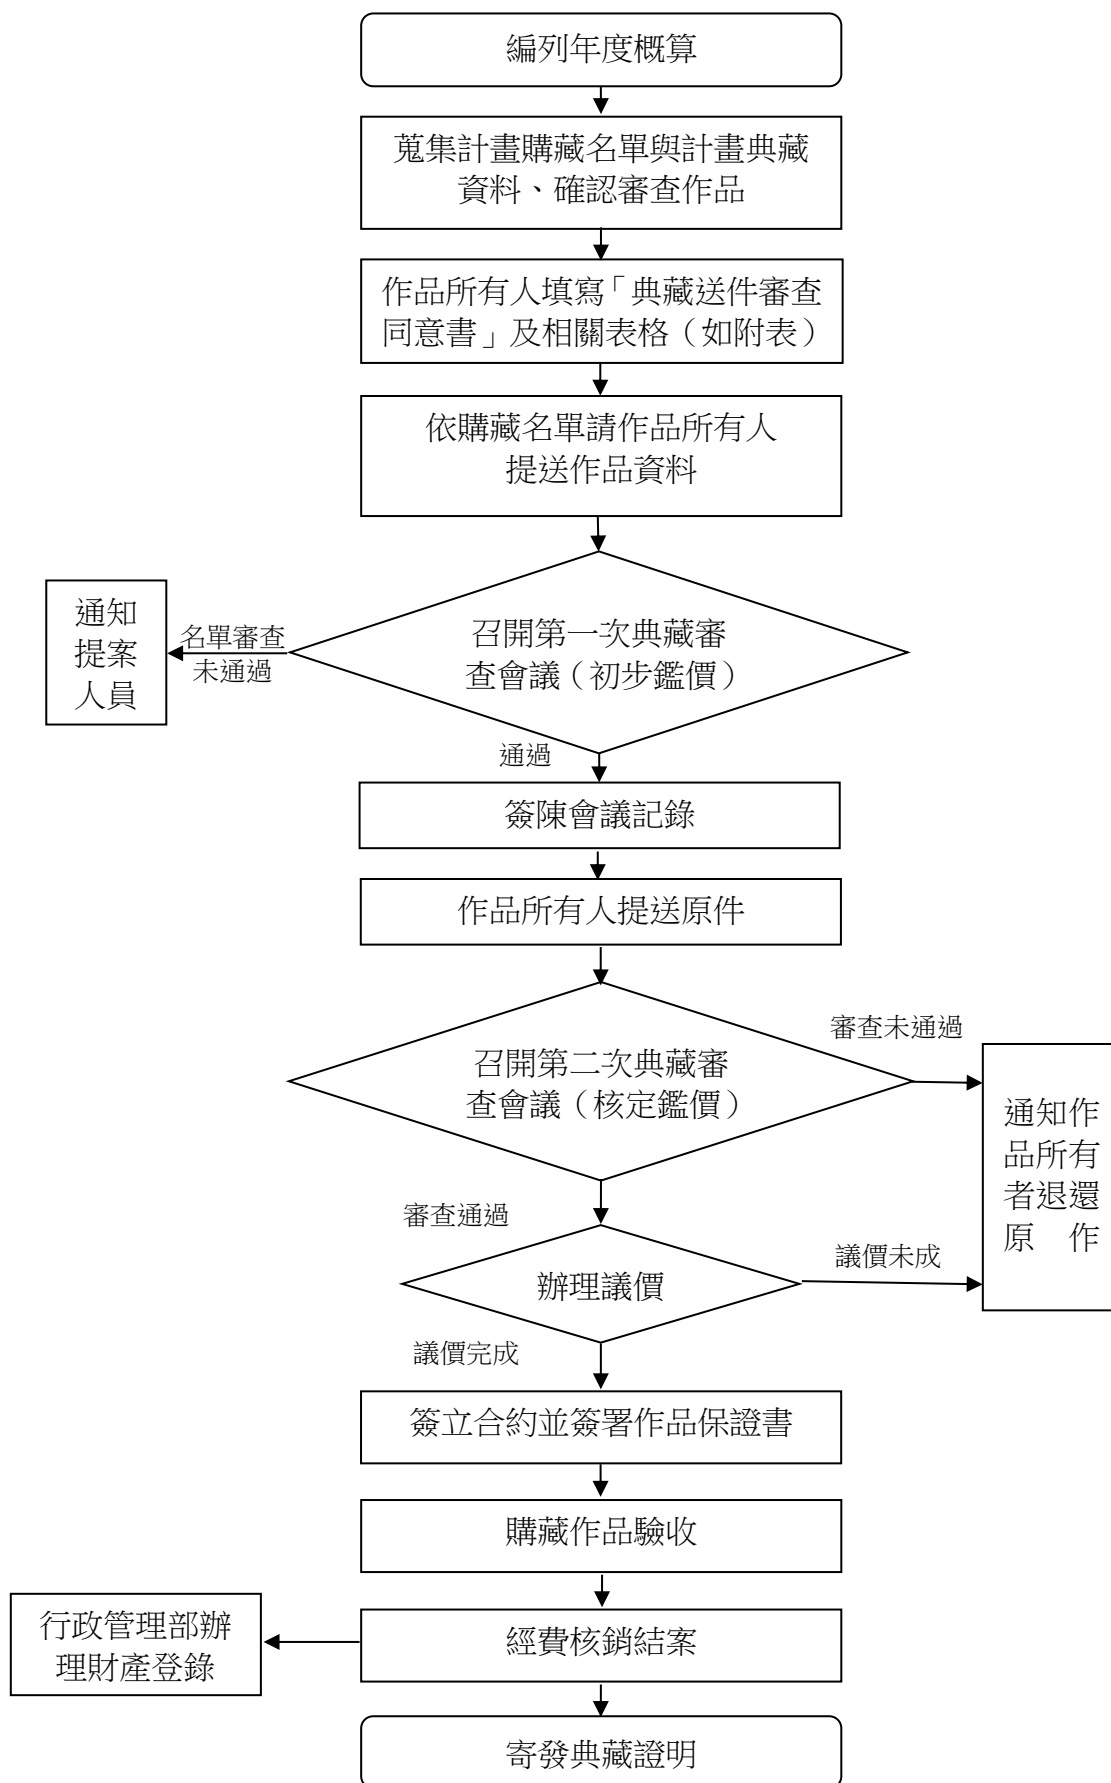 編列年度概算
蒐集計畫購藏名單與計畫典藏
資料、確認審查作品
作品所有人填寫「典藏送件審查
同意書」及相關表格（如附表）
依購藏名單請作品所有人
提送作品資料
召開第一次典藏審
查會議（初步鑑價）
名單審查
未通過
通知
提案
人員
通過
簽陳會議記錄
作品所有人提送原件
召開第二次典藏審
查會議（核定鑑價）
審查未通過
通知作
品所有
者退還
原　作
審查通過
辦理議價
議價未成
議價完成
簽立合約並簽署作品保證書
購藏作品驗收
經費核銷結案
行政管理部辦
理財產登錄
寄發典藏證明